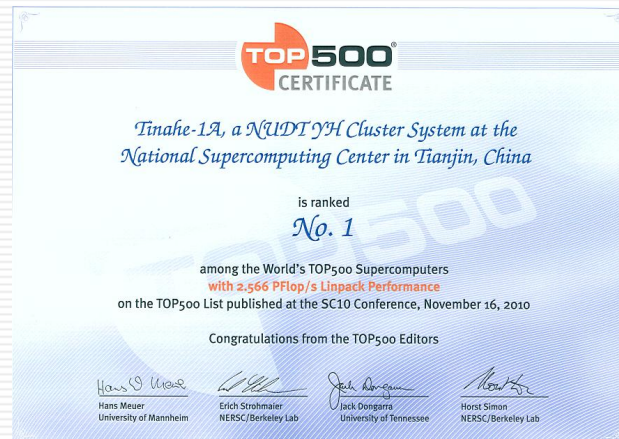 TOP 500®
CERTIFICATE
Tinahe-1A, a NUDT YH Cluster System at the
National Supercomputing Center in Tianjin, China
is ranked
No. 1
among the World's TOP500 Supercomputers
with 2.566 PFlop/s Linpack Performance
on the TOP500 List published at the SC10 Conference, November 16, 2010
Congratulations from the TOP500 Editors
Hans Meuer
University of Mannheim
Erich Strohmaier
NERSC/Berkeley Lab
Jack Dongarra
University of Tennessee
Horst Simon
NERSC/Berkeley Lab
TOP500